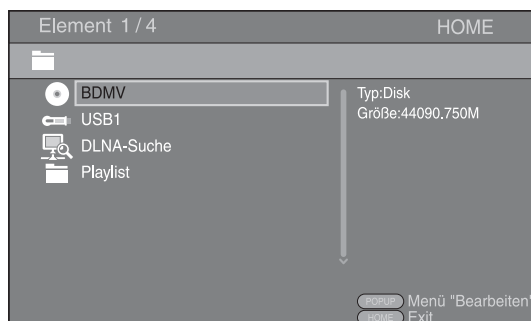 Element 1/4 HOME
BDMV
USB1
DLNA-Suche
Playlist
Typ:Disk
Größe:44090.750M
POPUP Menü "Bearbeiten"
HOME Exit